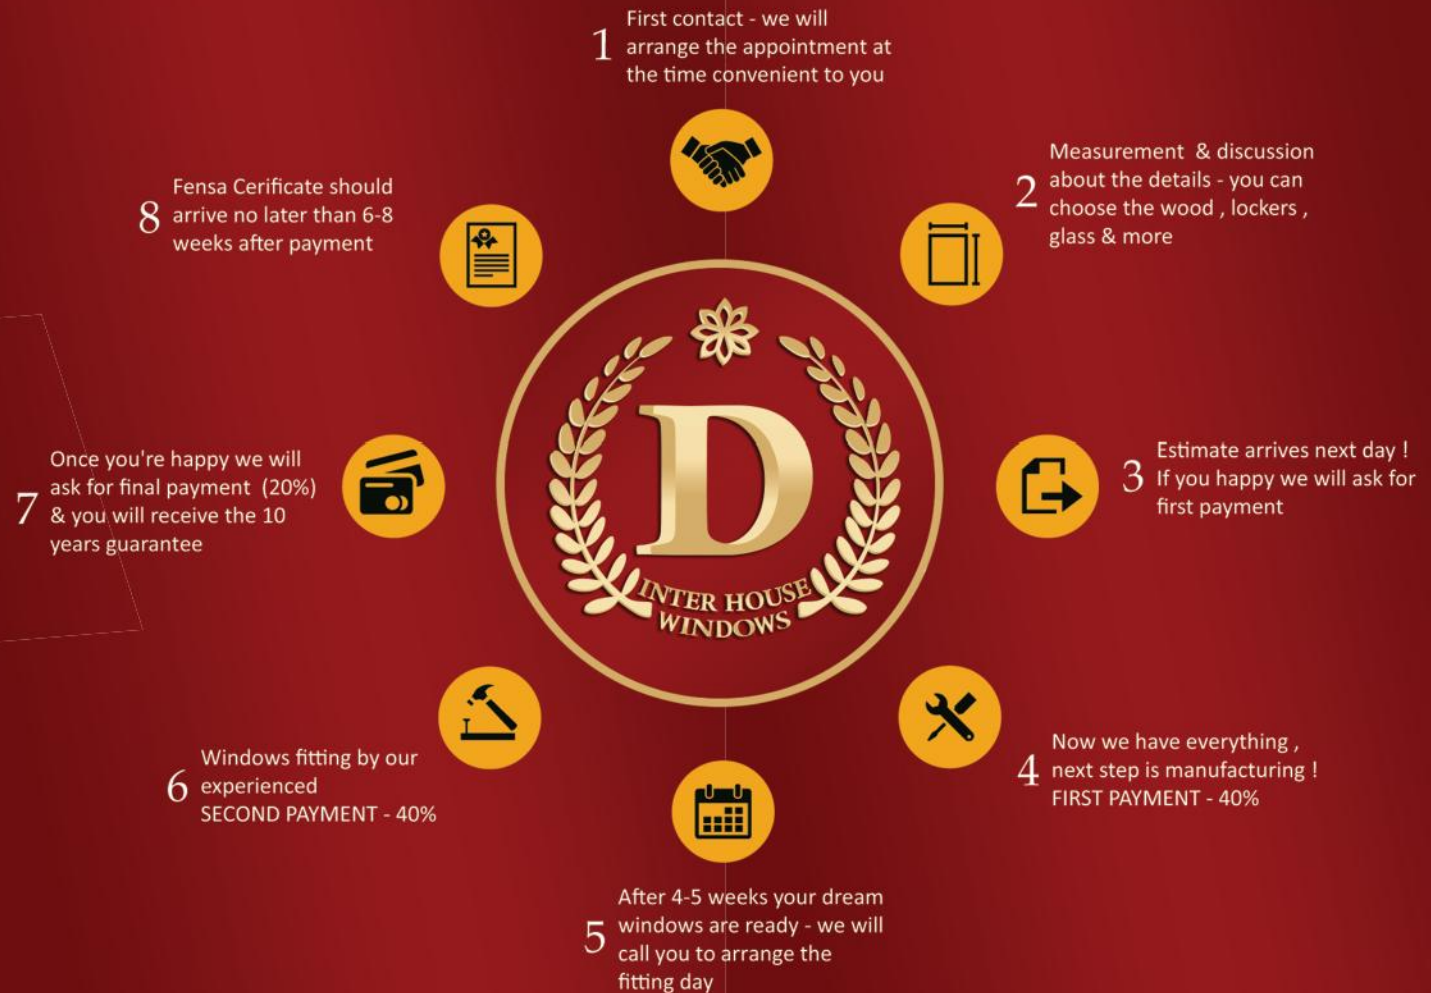 1
First contact - we will
arrange the appointment at
the time convenient to you
2
Measurement & discussion
about the details - you can
choose the wood , lockers ,
glass & more
3
Estimate arrives next day !
If you happy we will ask for
first payment
4
Now we have everything ,
next step is manufacturing !
FIRST PAYMENT - 40%
5
After 4-5 weeks your dream
windows are ready - we will
call you to arrange the
fitting day
6
Windows fitting by our
experienced
SECOND PAYMENT - 40%
7
Once you're happy we will
ask for final payment (20%)
& you will receive the 10
years guarantee
8
Fensa Cerificate should
arrive no later than 6-8
weeks after payment
D
INTER HOUSE
WINDOWS